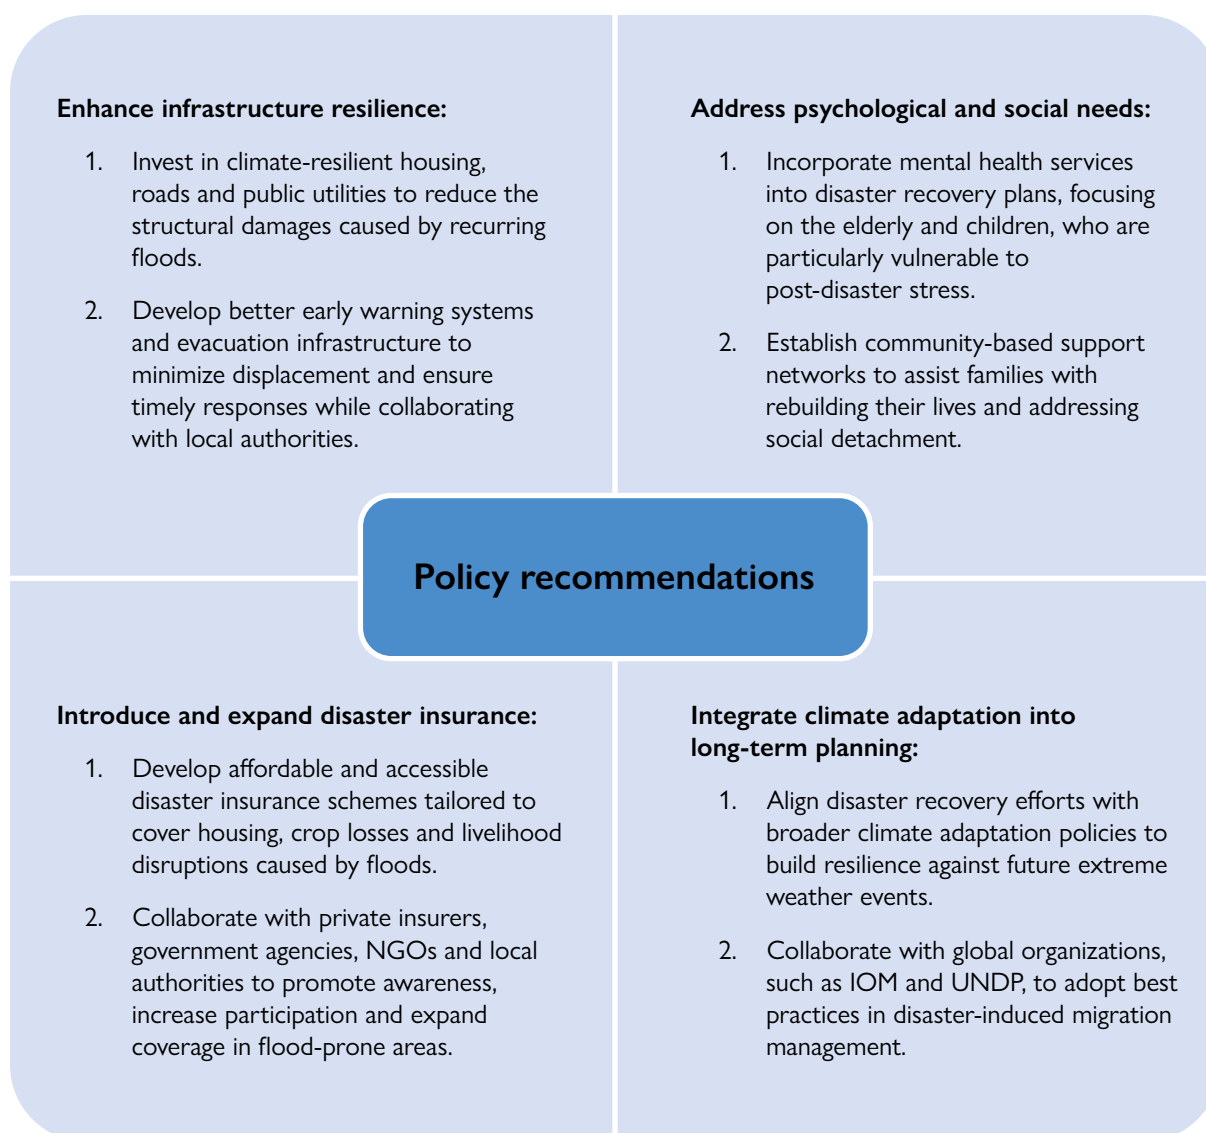 Enhance infrastructure resilience:
1. Invest in climate-resilient housing,
roads and public utilities to reduce the
structural damages caused by recurring
floods.
2. Develop better early warning systems
and evacuation infrastructure to
minimize displacement and ensure
timely responses while collaborating
with local authorities.
Address psychological and social needs:
1. Incorporate mental health services
into disaster recovery plans, focusing
on the elderly and children, who are
particularly vulnerable to
post-disaster stress.
2. Establish community-based support
networks to assist families with
rebuilding their lives and addressing
social detachment.
Policy recommendations
Introduce and expand disaster insurance:
1. Develop affordable and accessible
disaster insurance schemes tailored to
cover housing, crop losses and livelihood
disruptions caused by floods.
2. Collaborate with private insurers,
government agencies, NGOs and local
authorities to promote awareness,
increase participation and expand
coverage in flood-prone areas.
Integrate climate adaptation into
long-term planning:
1. Align disaster recovery efforts with
broader climate adaptation policies to
build resilience against future extreme
weather events.
2. Collaborate with global organizations,
such as IOM and UNDP, to adopt best
practices in disaster-induced migration
management.